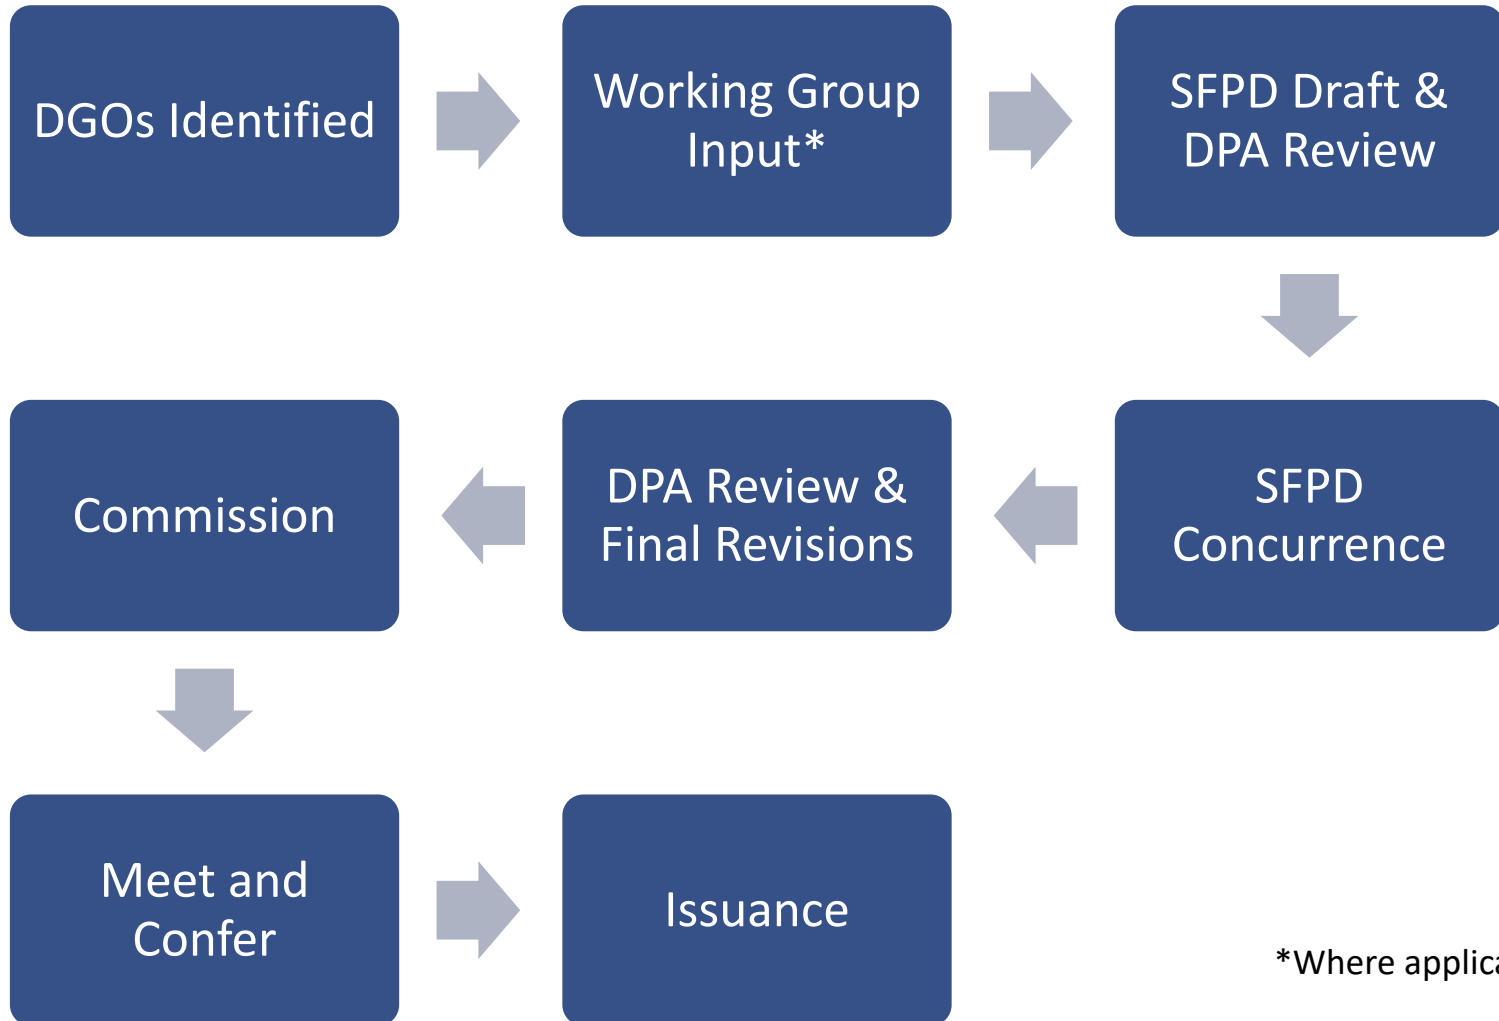 DGOs Identified
Working Group
Input*
SFPD Draft &
DPA Review
Commission
DPA Review &
Final Revisions
SFPD
Concurrence
Meet and
Confer
Issuance
*Where